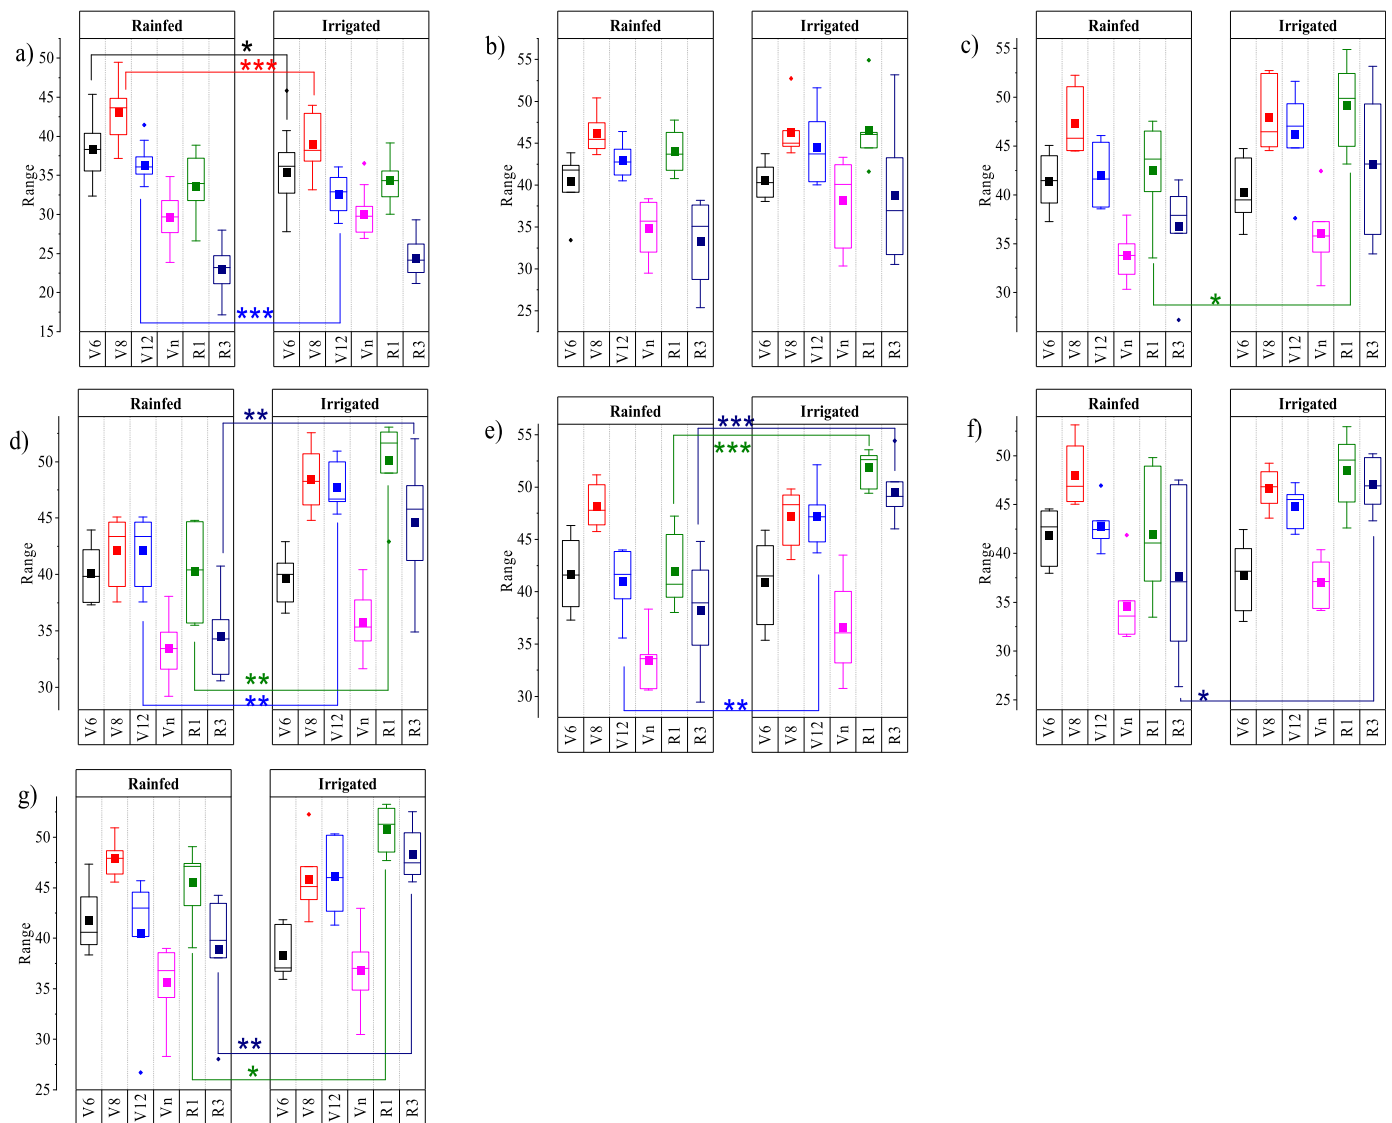 a)
Rainfed Irrigated
Range
50
45
40
35
30
25
20
15
* *** ***
V6 V8 V12 Vn R1 R3 V6 V8 V12 Vn R1 R3
b)
Rainfed Irrigated
Range
50
45
40
35
30
25
V6 V8 V12 Vn R1 R3 V6 V8 V12 Vn R1 R3
c)
Rainfed Irrigated
Range
55
50
45
40
35
30
*
V6 V8 V12 Vn R1 R3 V6 V8 V12 Vn R1 R3
d)
Rainfed Irrigated
Range
50
45
40
35
30
** ** **
V6 V8 V12 Vn R1 R3 V6 V8 V12 Vn R1 R3
e)
Rainfed Irrigated
Range
55
50
45
40
35
30
*** *** **
V6 V8 V12 Vn R1 R3 V6 V8 V12 Vn R1 R3
f)
Rainfed Irrigated
Range
50
45
40
35
30
25
*
V6 V8 V12 Vn R1 R3 V6 V8 V12 Vn R1 R3
g)
Rainfed Irrigated
Range
50
45
40
35
30
25
** *
V6 V8 V12 Vn R1 R3 V6 V8 V12 Vn R1 R3